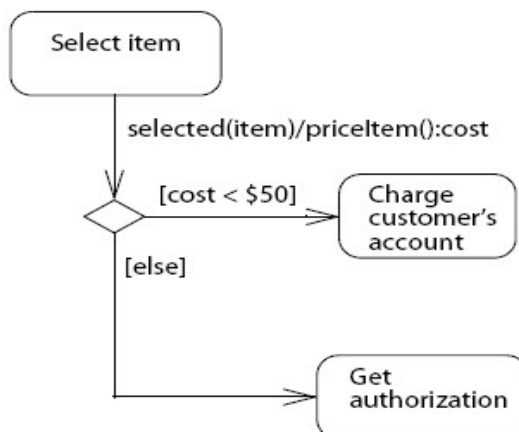 Select item
selected(item)/priceItem():cost
[cost < $50]
Charge
customer's
account
[else]
Get
authorization